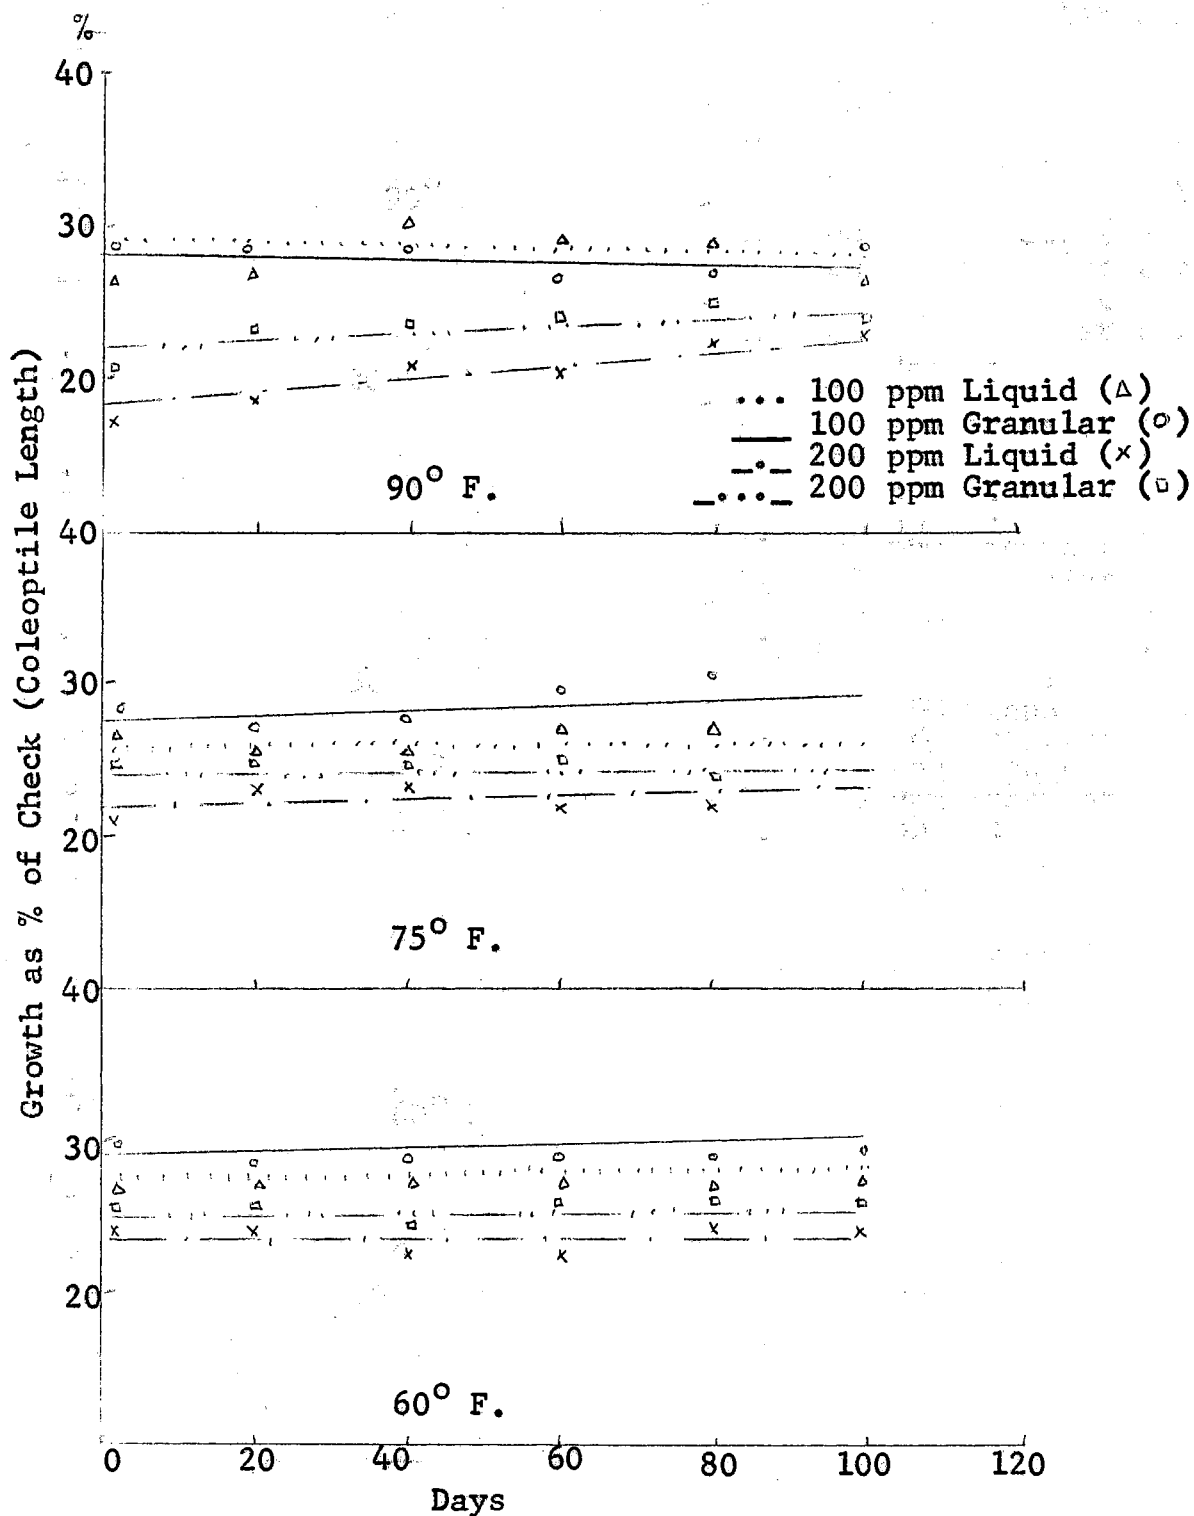 %
40
30
20
... 100 ppm Liquid (△)
100 ppm Granular (○)
200 ppm Liquid (×)
200 ppm Granular (□)
90° F.
40
30
20
75° F.
40
30
20
60° F.
0 20 40 60 80 100 120
Days
Growth as % of Check (Coleoptile Length)